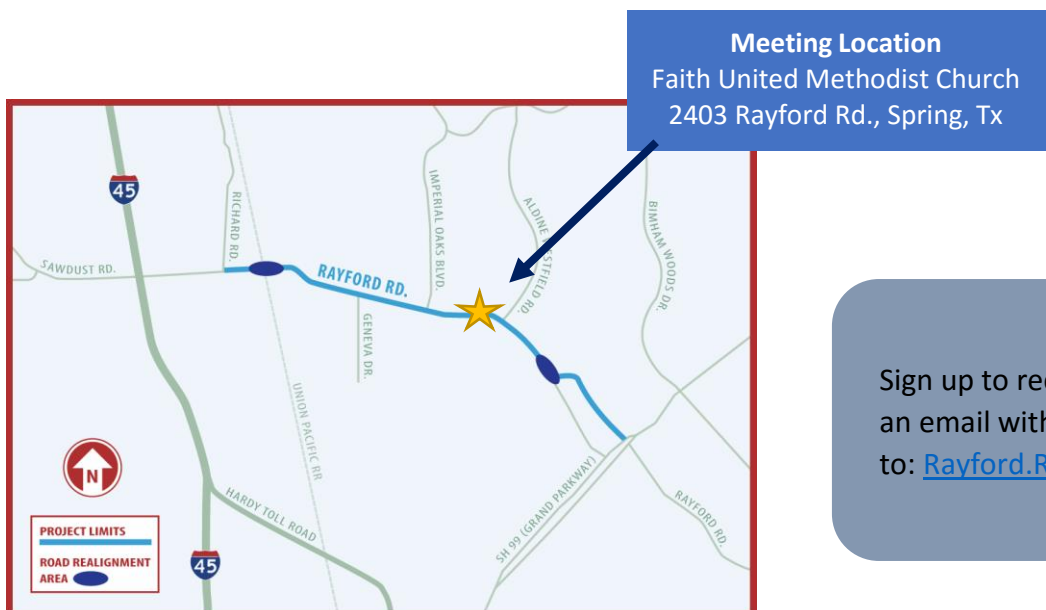 Meeting Location
Faith United Methodist Church
2403 Rayford Rd., Spring, Tx
45
SAWDUST RD.
RICHARD RD.
RAYFORD RD.
IMPERIAL OAKS BLVD.
ALDINE WESTFIELD RD.
BIMHAM WOODS DR.
GENEVA DR.
UNION PACIFIC RR
HARDY TOLL ROAD
SH 99 (GRAND PARKWAY)
RAYFORD RD.
N
PROJECT LIMITS
ROAD REALIGNMENT
AREA
45
Sign up to re
an email with
to: Rayford.R